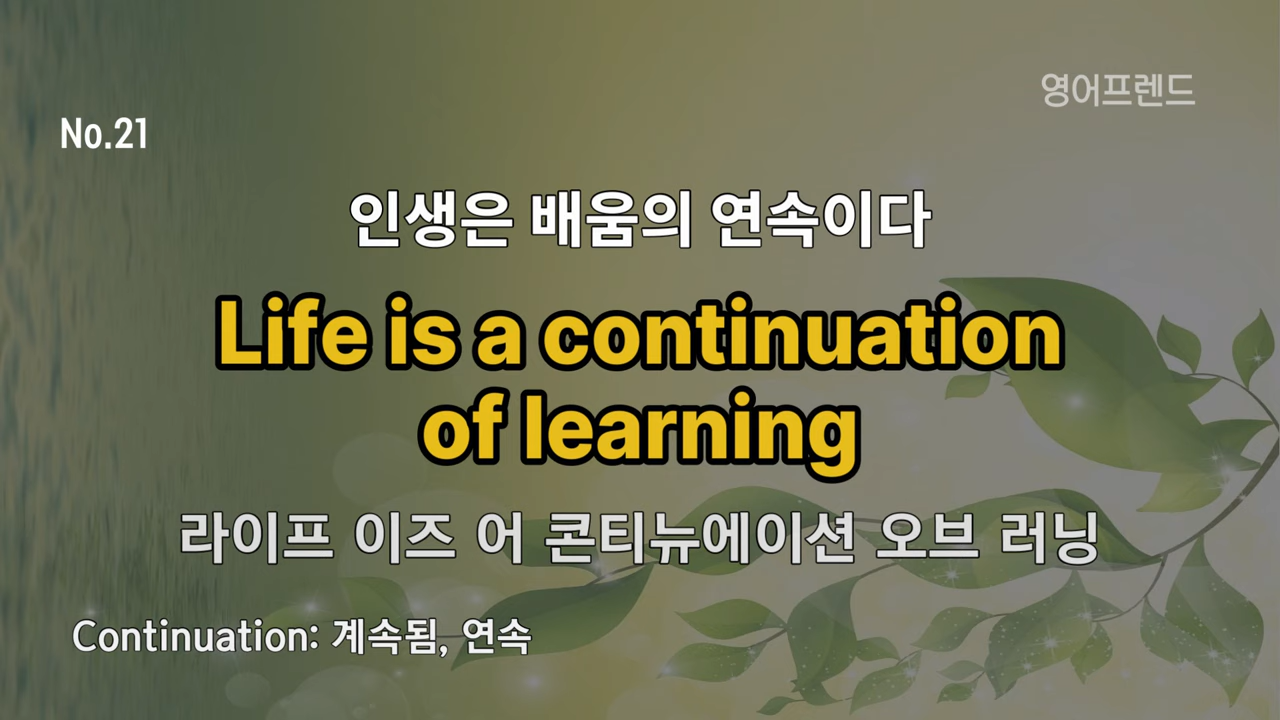 영어프렌드
No.21
인생은 배움의 연속이다
Life is a continuation
of learning
라이프 이즈 어 콘티뉴에이션 오브 러닝
Continuation: 계속됨, 연속